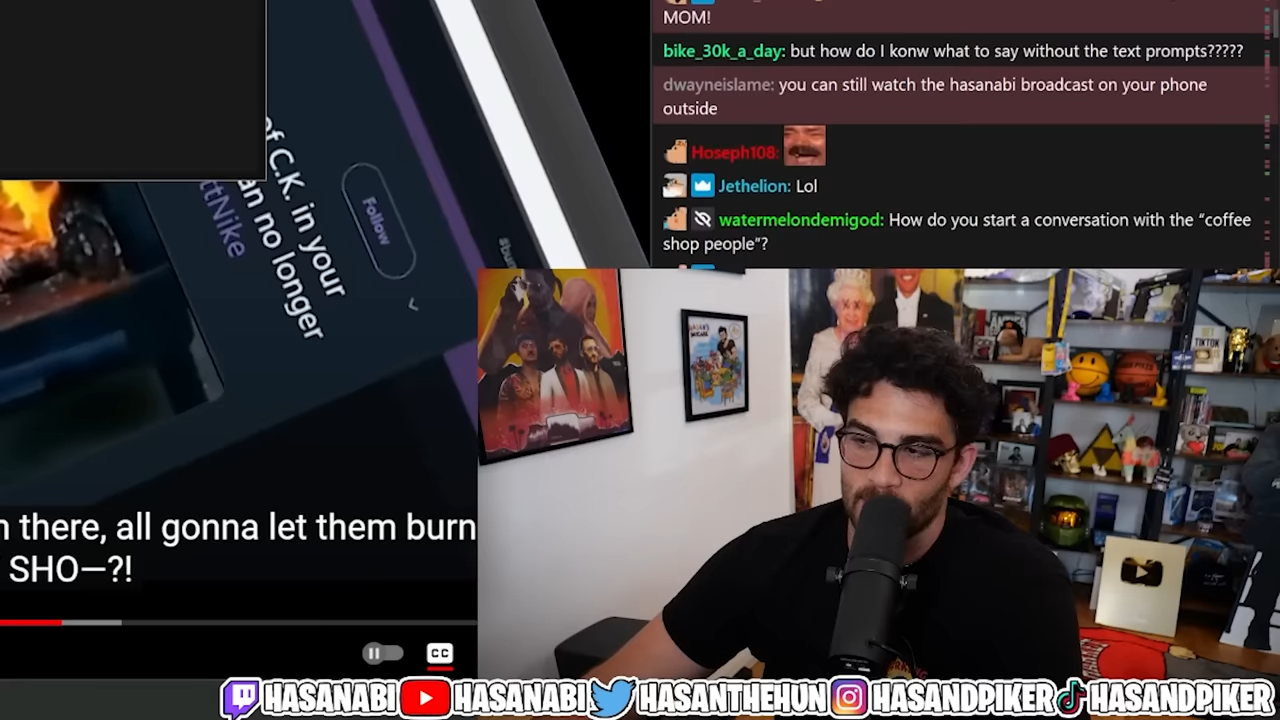 MOM!
bike_30k_a_day: but how do I konw what to say without the text prompts?????
dwayneislame: you can still watch the hasanabi broadcast on your phone
outside
Hoseph108:
Jethelion: Lol
watermelondemigod: How do you start a conversation with the “coffee
shop people”?
of C.K. in your
an no longer
ttNike
Follow
TIKTOK
n there, all gonna let them burn
SHO—?!
CC
HASANABI HASANABI HASANTHEHUN HASANDPIKER HASANDPIKER